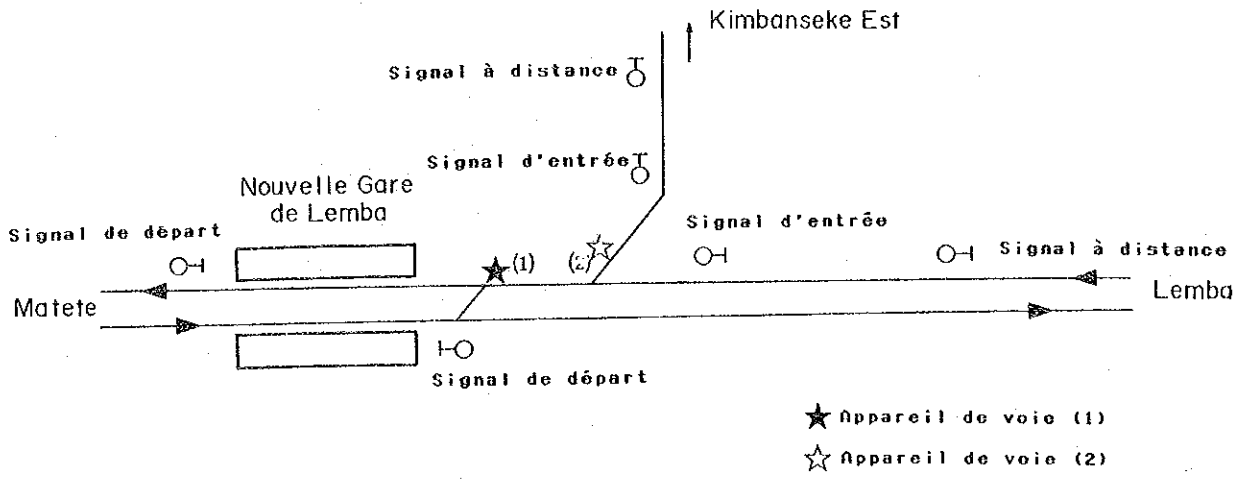 Kimbanseke Est
Signal à distance
Signal d'entrée
Nouvelle Gare
de Lemba
Signal de départ
Signal d'entrée
Signal à distance
(1)
(2)
Matete
Lemba
Signal de départ
Appareil de voie (1)
Appareil de voie (2)